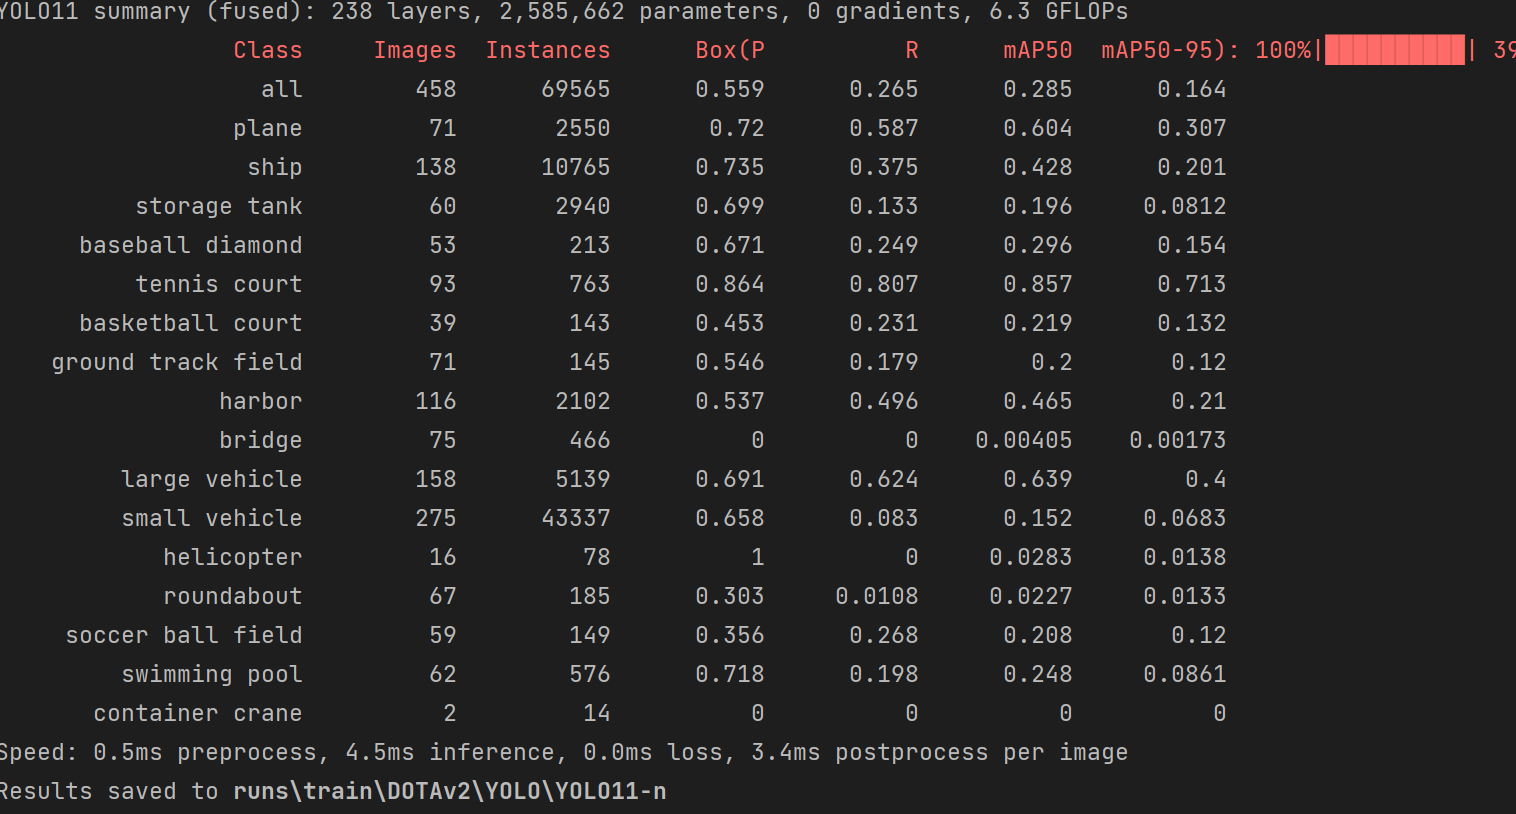 YOLO11 summary (fused): 238 layers, 2,585,662 parameters, 0 gradients, 6.3 GFLOPs
Class Images Instances Box(P R mAP50 mAP50-95): 100%|██████████| 39
all 458 69565 0.559 0.265 0.285 0.164
plane 71 2550 0.72 0.587 0.604 0.307
ship 138 10765 0.735 0.375 0.428 0.201
storage tank 60 2940 0.699 0.133 0.196 0.0812
baseball diamond 53 213 0.671 0.249 0.296 0.154
tennis court 93 763 0.864 0.807 0.857 0.713
basketball court 39 143 0.453 0.231 0.219 0.132
ground track field 71 145 0.546 0.179 0.2 0.12
harbor 116 2102 0.537 0.496 0.465 0.21
bridge 75 466 0 0 0.00405 0.00173
large vehicle 158 5139 0.691 0.624 0.639 0.4
small vehicle 275 43337 0.658 0.083 0.152 0.0683
helicopter 16 78 1 0 0.0283 0.0138
roundabout 67 185 0.303 0.0108 0.0227 0.0133
soccer ball field 59 149 0.356 0.268 0.208 0.12
swimming pool 62 576 0.718 0.198 0.248 0.0861
container crane 2 14 0 0 0 0
Speed: 0.5ms preprocess, 4.5ms inference, 0.0ms loss, 3.4ms postprocess per image
Results saved to runs\train\DOTAv2\YOLO\YOLO11-n